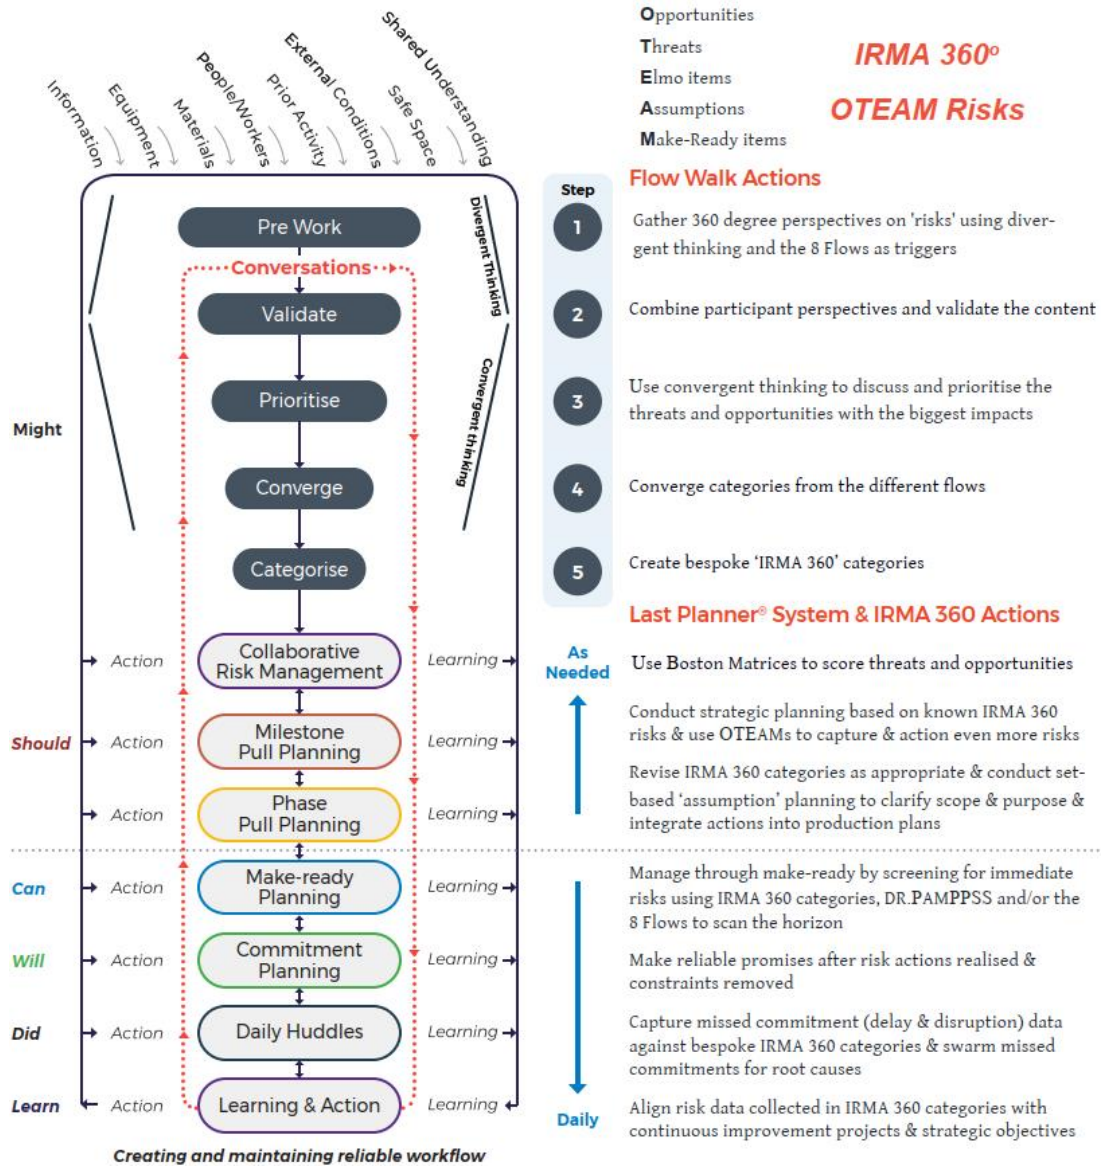 Opportunities
Threats
Elmo items
Assumptions
Make-Ready items
IRMA 360º
OTEAM Risks
Information
Equipment
Materials
People/Workers
Prior Activity
External Conditions
Safe Space
Shared Understanding
Divergent Thinking
Convergent thinking
Might
Pre Work
Conversations
Validate
Prioritise
Converge
Categorise
Step
Flow Walk Actions
1
Gather 360 degree perspectives on 'risks' using diver-
gent thinking and the 8 Flows as triggers
2
Combine participant perspectives and validate the content
3
Use convergent thinking to discuss and prioritise the
threats and opportunities with the biggest impacts
4
Converge categories from the different flows
5
Create bespoke ‘IRMA 360’ categories
Last Planner® System & IRMA 360 Actions
Action
Collaborative
Risk Management
Learning
As
Needed
Use Boston Matrices to score threats and opportunities
Should
Action
Milestone
Pull Planning
Learning
Conduct strategic planning based on known IRMA 360
risks & use OTEAMs to capture & action even more risks
Action
Phase
Pull Planning
Learning
Revise IRMA 360 categories as appropriate & conduct set-
based ‘assumption’ planning to clarify scope & purpose &
integrate actions into production plans
Can
Action
Make-ready
Planning
Learning
Manage through make-ready by screening for immediate
risks using IRMA 360 categories, DR.PAMPPSS and/or the
8 Flows to scan the horizon
Will
Action
Commitment
Planning
Learning
Make reliable promises after risk actions realised &
constraints removed
Did
Action
Daily Huddles
Learning
Capture missed commitment (delay & disruption) data
against bespoke IRMA 360 categories & swarm missed
commitments for root causes
Learn
Action
Learning & Action
Learning
Daily
Align risk data collected in IRMA 360 categories with
continuous improvement projects & strategic objectives
Creating and maintaining reliable workflow